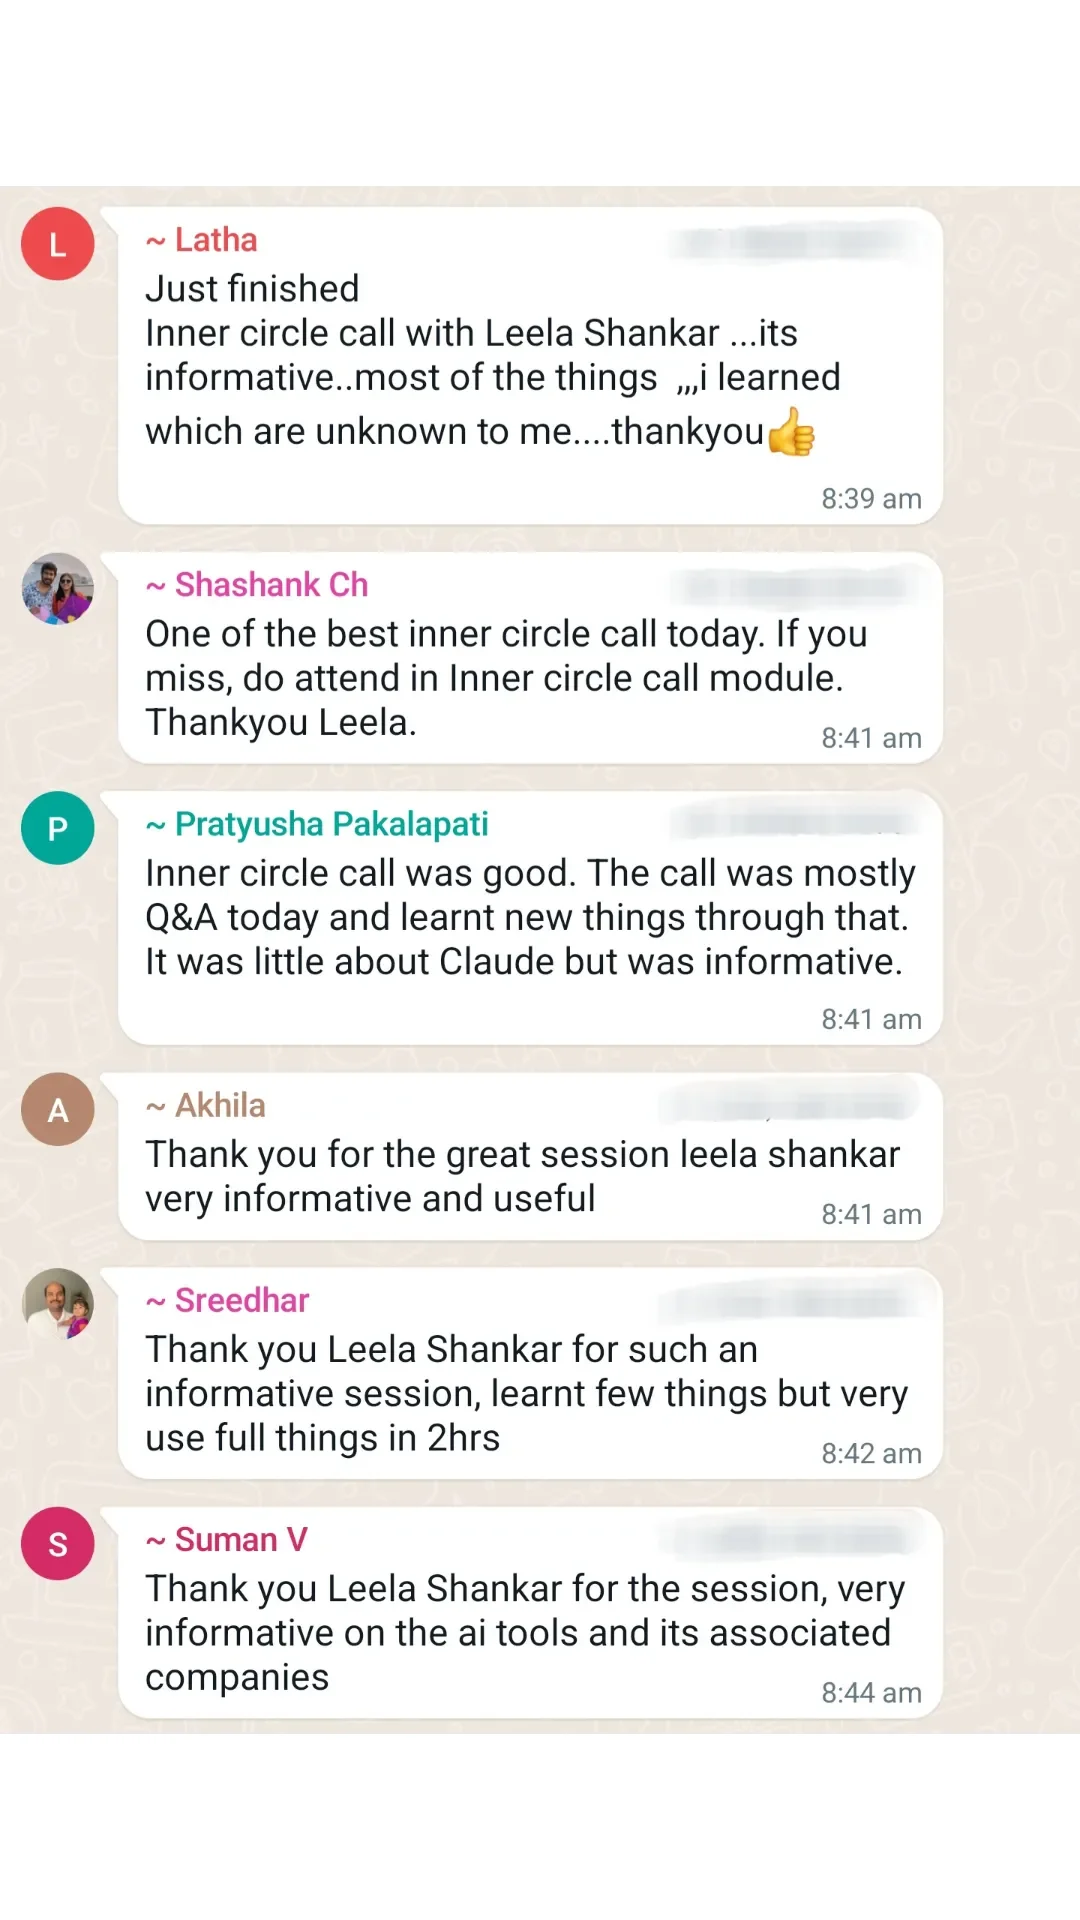 L
~ Latha
Just finished
Inner circle call with Leela Shankar ...its
informative..most of the things ,,,i learned
which are unknown to me....thankyou👍
8:39 am
~ Shashank Ch
One of the best inner circle call today. If you
miss, do attend in Inner circle call module.
Thankyou Leela.
8:41 am
P
~ Pratyusha Pakalapati
Inner circle call was good. The call was mostly
Q&A today and learnt new things through that.
It was little about Claude but was informative.
8:41 am
A
~ Akhila
Thank you for the great session leela shankar
very informative and useful
8:41 am
~ Sreedhar
Thank you Leela Shankar for such an
informative session, learnt few things but very
use full things in 2hrs
8:42 am
S
~ Suman V
Thank you Leela Shankar for the session, very
informative on the ai tools and its associated
companies
8:44 am